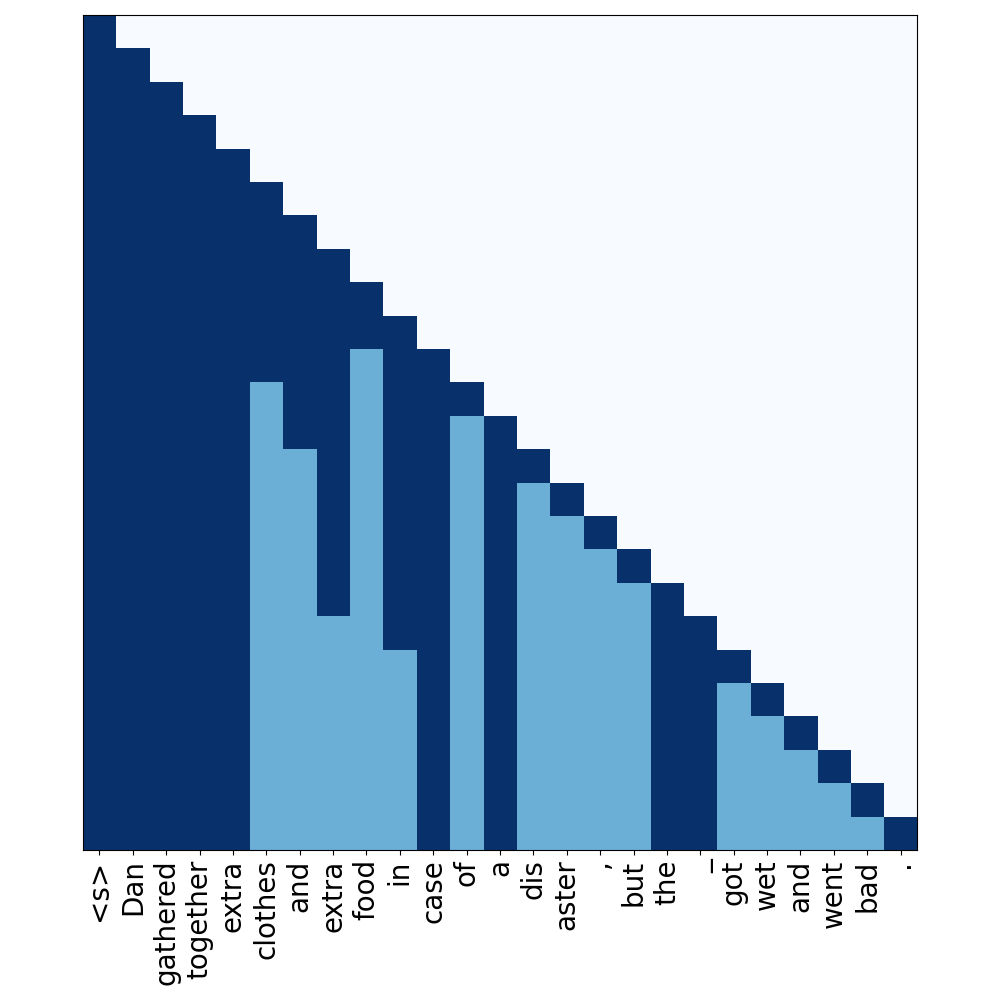 <s> Dan gathered together extra clothes and extra food in case of a dis aster , but the _ got wet and went bad .